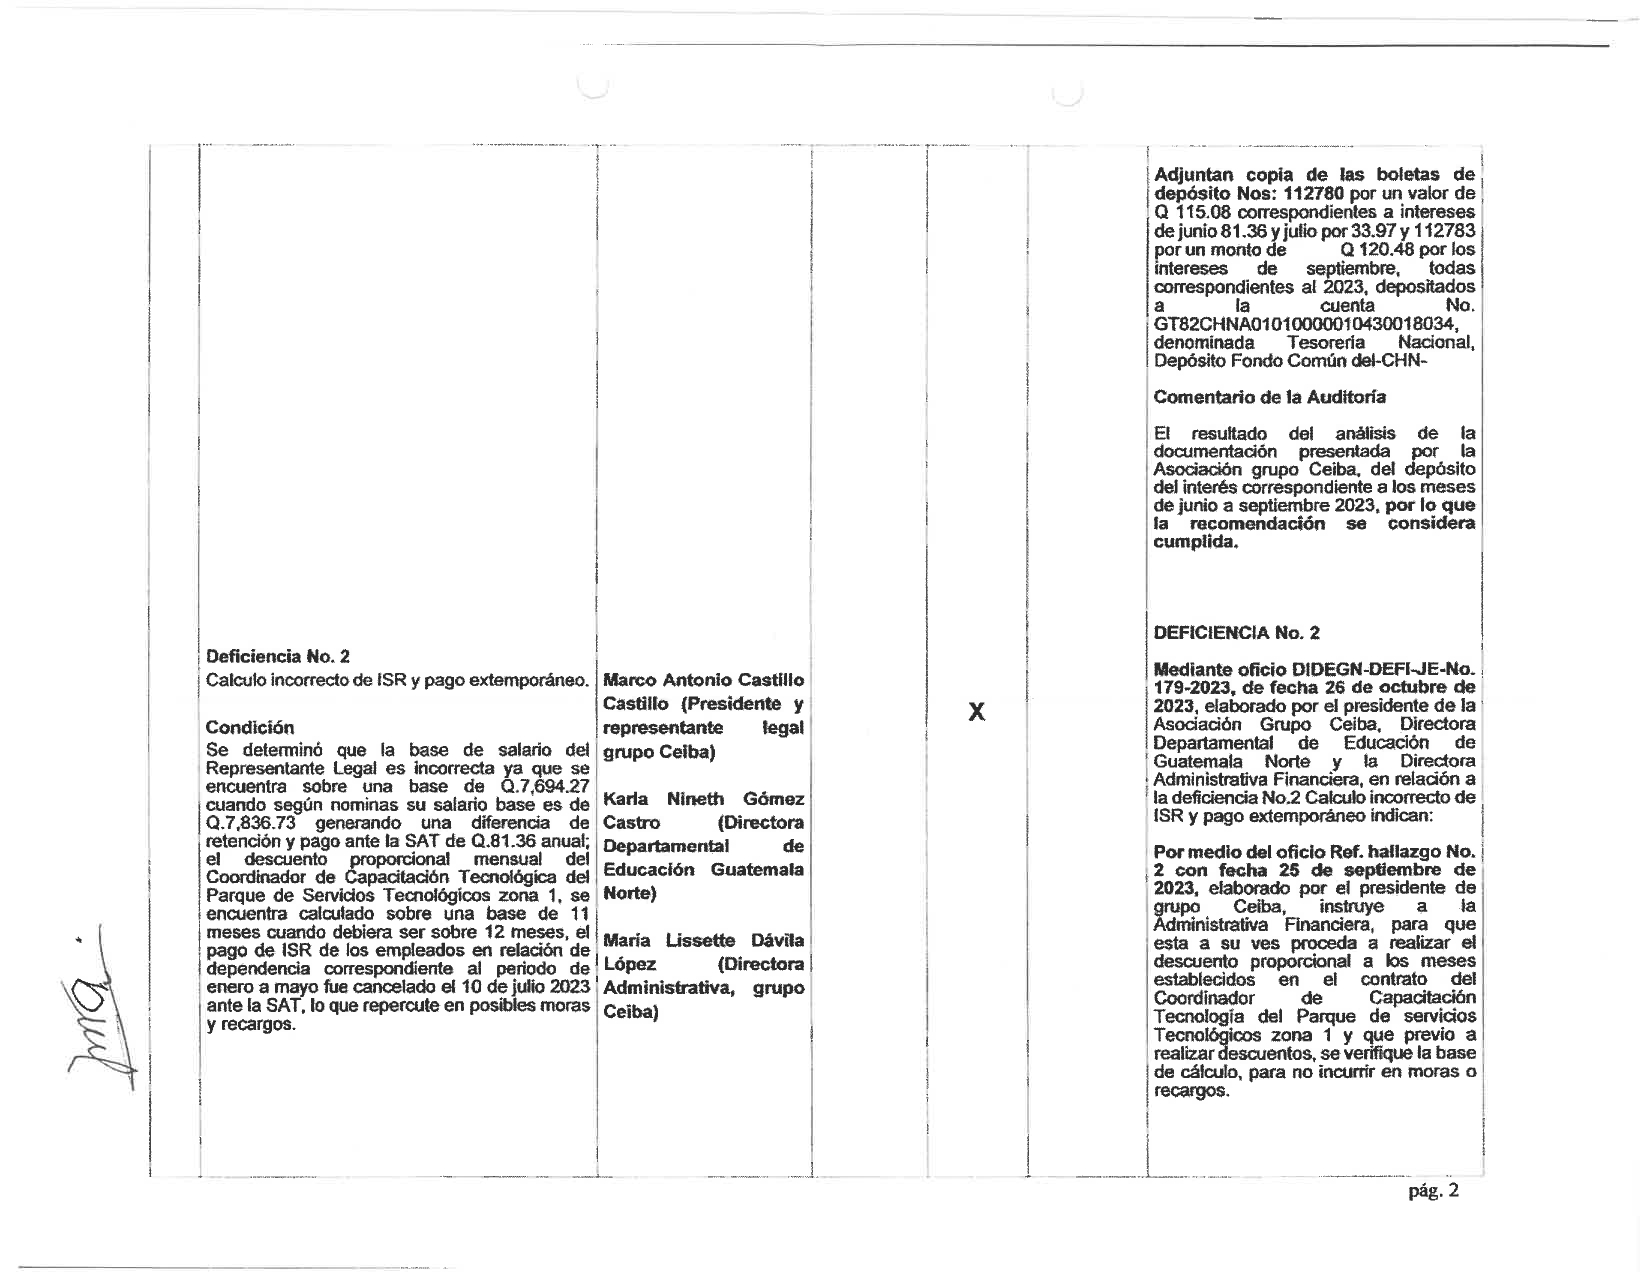 Adjuntan copia de las boletas de
depósito Nos: 112780 por un valor de
Q 115.08 correspondientes a intereses
de junio 81.36 y julio por 33.97 y 112783
por un monto de Q 120.48 por los
intereses de septiembre, todas
correspondientes al 2023, depositados
a la cuenta No.
GT82CHNA01010000010430018034,
denominada Tesorería Nacional,
Depósito Fondo Común del-CHN-
Comentario de la Auditoría
El resultado del análisis de la
documentación presentada por la
Asociación grupo Ceiba, del depósito
del interés correspondiente a los meses
de junio a septiembre 2023, por lo que
la recomendación se considera
cumplida.
Deficiencia No. 2
Calculo incorrecto de ISR y pago extemporáneo.
Condición
Se determinó que la base de salario del
Representante Legal es incorrecta ya que se
encuentra sobre una base de Q.7,694.27
cuando según nominas su salario base es de
Q.7,836.73 generando una diferencia de
retención y pago ante la SAT de Q.81.36 anual;
el descuento proporcional mensual del
Coordinador de Capacitación Tecnológica del
Parque de Servicios Tecnológicos zona 1, se
encuentra calculado sobre una base de 11
meses cuando debiera ser sobre 12 meses, el
pago de ISR de los empleados en relación de
dependencia correspondiente al periodo de
enero a mayo fue cancelado el 10 de julio 2023
ante la SAT, lo que repercute en posibles moras
y recargos.
Marco Antonio Castillo
Castillo (Presidente y
representante legal
grupo Ceiba)
Karla Nineth Gómez
Castro (Directora
Departamental de
Educación Guatemala
Norte)
María Lissette Dávila
López (Directora
Administrativa, grupo
Ceiba)
X
DEFICIENCIA No. 2
Mediante oficio DIDEGN-DEFI-JE-No.
179-2023, de fecha 26 de octubre de
2023, elaborado por el presidente de la
Asociación Grupo Ceiba, Directora
Departamental de Educación de
Guatemala Norte y la Directora
Administrativa Financiera, en relación a
la deficiencia No.2 Calculo incorrecto de
ISR y pago extemporáneo indican:
Por medio del oficio Ref. hallazgo No.
2 con fecha 25 de septiembre de
2023, elaborado por el presidente de
grupo Ceiba, instruye a la
Administrativa Financiera, para que
esta a su ves proceda a realizar el
descuento proporcional a los meses
establecidos en el contrato del
Coordinador de Capacitación
Tecnología del Parque de servicios
Tecnológicos zona 1 y que previo a
realizar descuentos, se verifique la base
de cálculo, para no incurrir en moras o
recargos.
pág. 2